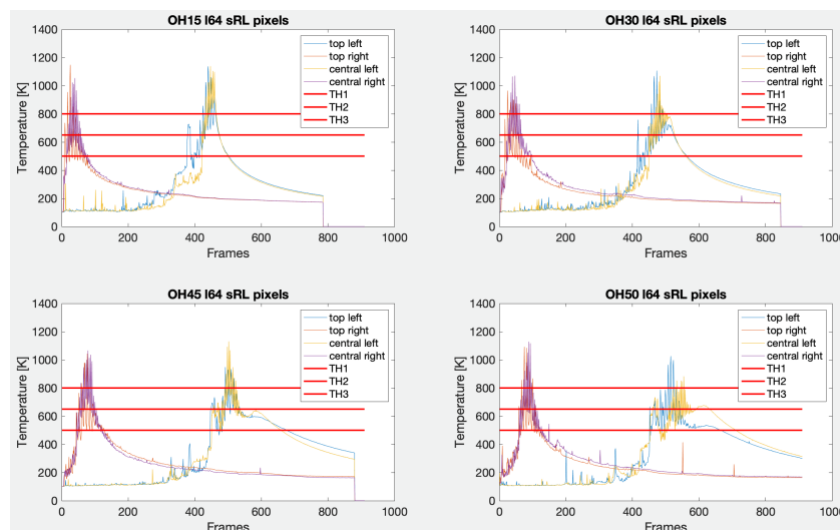 OH15 I64 sRL pixels
1400
1200
1000
800
600
400
200
0
Temperature [K]
top left
top right
central left
central right
TH1
TH2
TH3
0 200 400 600 800 1000
Frames
OH30 I64 sRL pixels
1400
1200
1000
800
600
400
200
0
Temperature [K]
top left
top right
central left
central right
TH1
TH2
TH3
0 200 400 600 800 1000
Frames
OH45 I64 sRL pixels
1400
1200
1000
800
600
400
200
0
Temperature [K]
top left
top right
central left
central right
TH1
TH2
TH3
0 200 400 600 800 1000
Frames
OH50 I64 sRL pixels
1400
1200
1000
800
600
400
200
0
Temperature [K]
top left
top right
central left
central right
TH1
TH2
TH3
0 200 400 600 800 1000
Frames